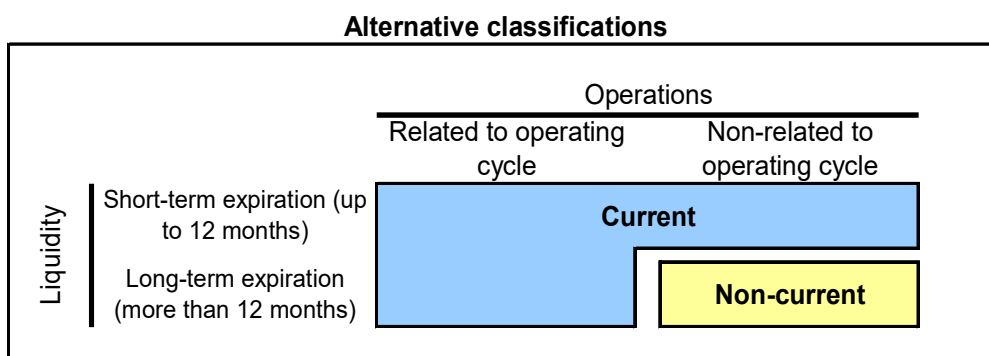 Alternative classifications
Operations
Related to operating
cycle
Non-related to
operating cycle
Liquidity
Short-term expiration (up
to 12 months)
Current
Long-term expiration
(more than 12 months)
Non-current